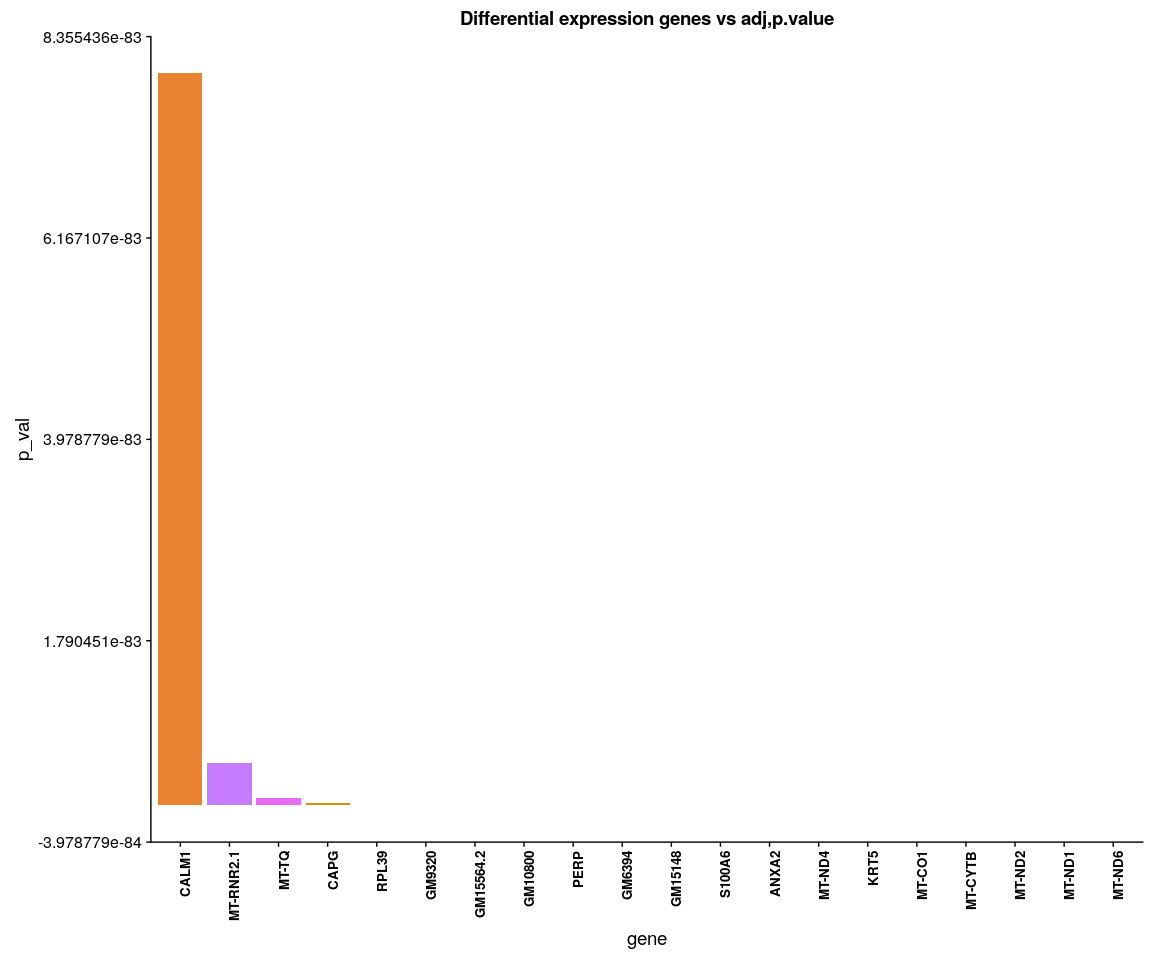 Differential expression genes vs adj,p.value
8.355436e-83
6.167107e-83
3.978779e-83
1.790451e-83
-3.978779e-84
p_val
CALM1
MT-RNR2.1
MT-TQ
CAPG
RPL39
GM9320
GM15564.2
GM10800
PERP
GM6394
GM15148
S100A6
ANXA2
MT-ND4
KRT5
MT-CO1
MT-CYTB
MT-ND2
MT-ND1
MT-ND6
gene